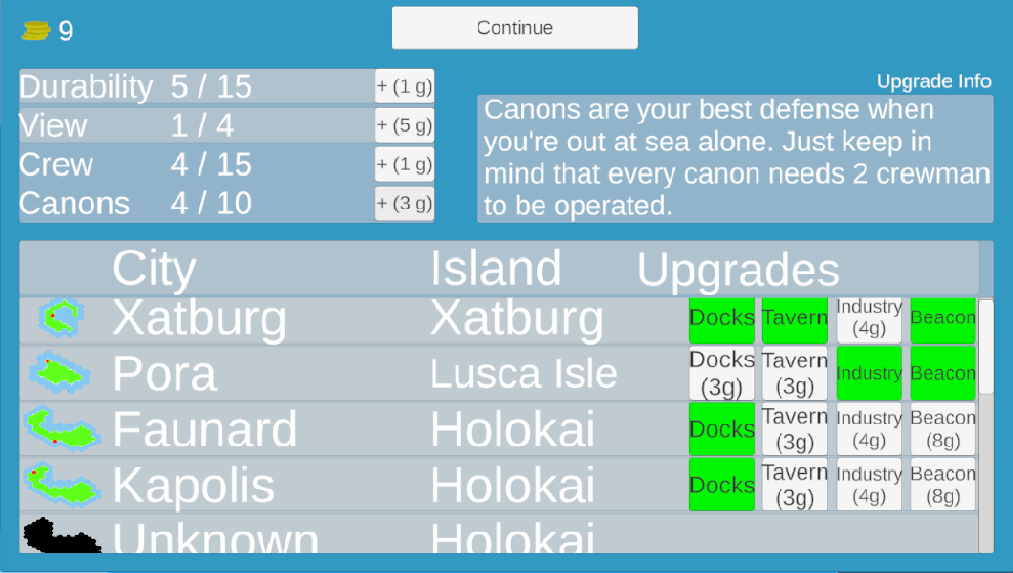 9
Continue
Durability 5 / 15 + (1 g)
View 1 / 4 + (5 g)
Crew 4 / 15 + (1 g)
Canons 4 / 10 + (3 g)
Upgrade Info
Canons are your best defense when
you're out at sea alone. Just keep in
mind that every canon needs 2 crewman
to be operated.
City Island Upgrades
Xatburg Xatburg Docks Tavern Industry (4g) Beacon
Pora Lusca Isle Docks (3g) Tavern (3g) Industry Beacon
Faunard Holokai Docks Tavern (3g) Industry (4g) Beacon (8g)
Kapolis Holokai Docks Tavern (3g) Industry (4g) Beacon (8g)
Unknown Holokai